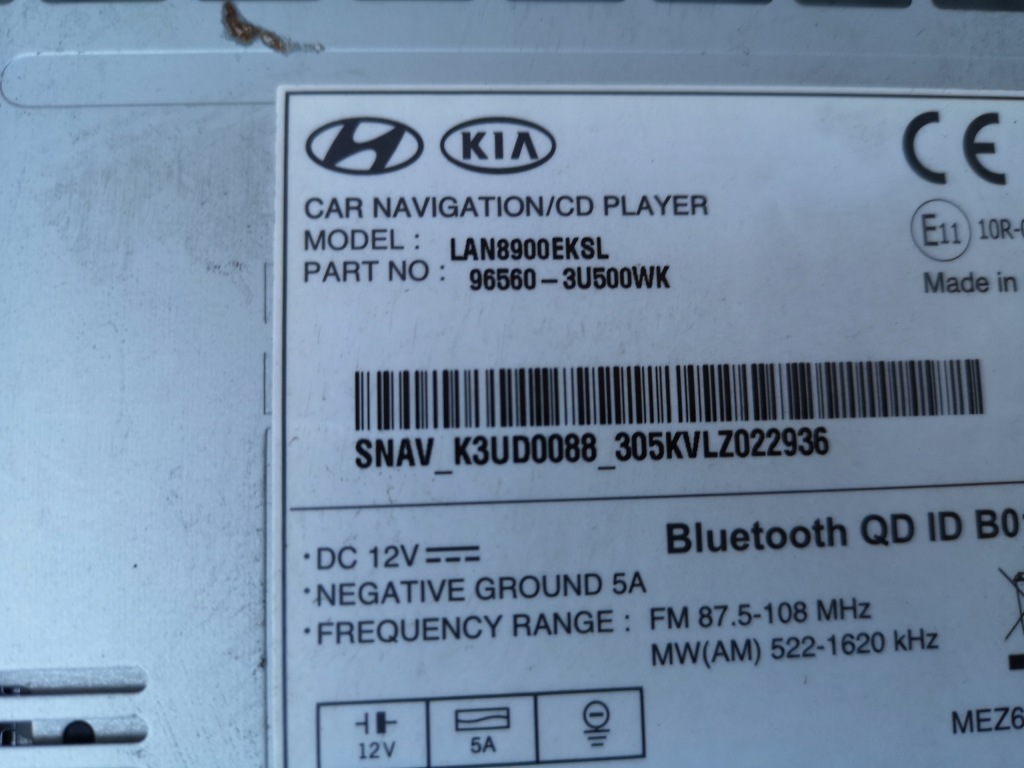 KIA
CE
CAR NAVIGATION/CD PLAYER
MODEL : LAN8900EKSL
PART NO : 96560-3U500WK
E11 10R-
Made in
SNAV_K3UD0088_305KVLZ022936
Bluetooth QD ID B0
·DC 12V
·NEGATIVE GROUND 5A
·FREQUENCY RANGE : FM 87.5-108 MHz
MW(AM) 522-1620 kHz
12V 5A
MEZ6